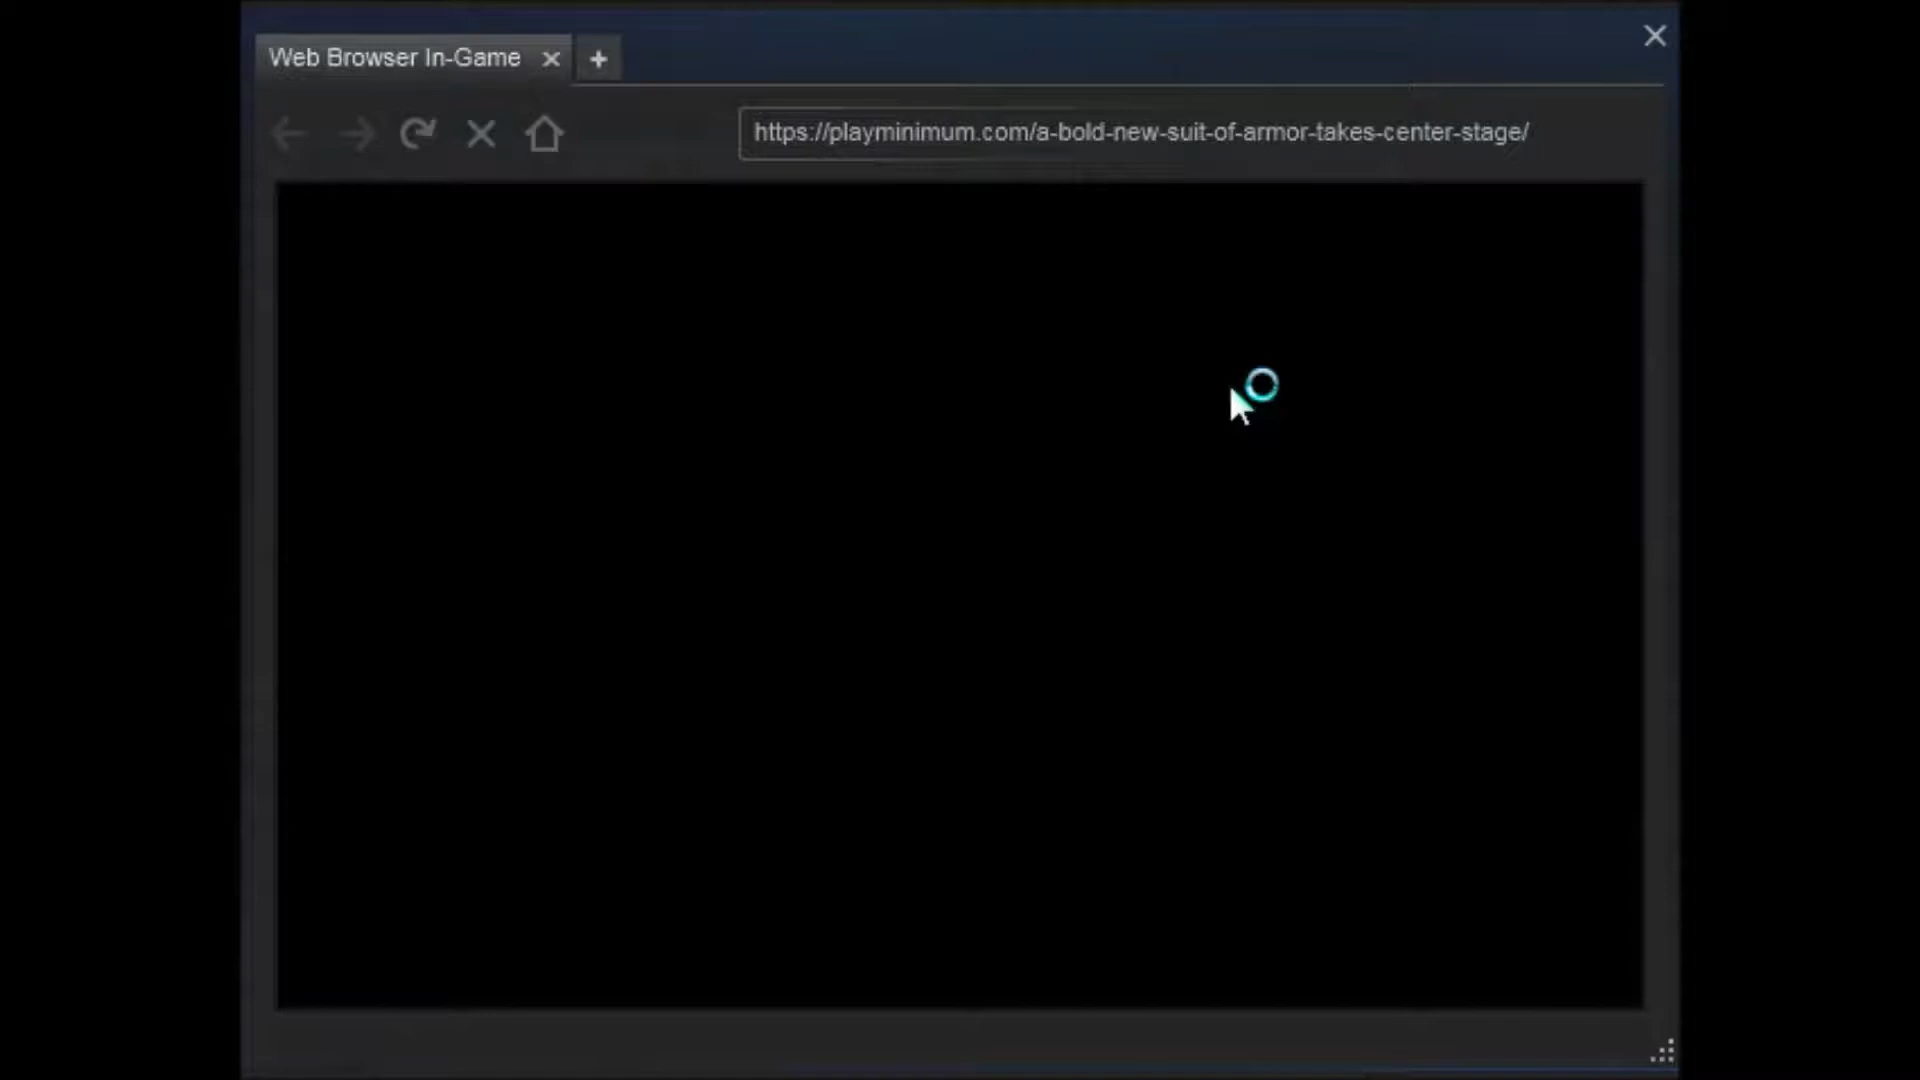 Web Browser In-Game
https://playminimum.com/a-bold-new-suit-of-armor-takes-center-stage/